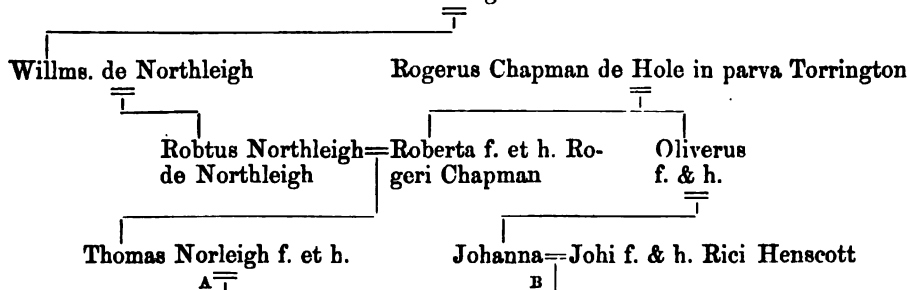 Willms. de Northleigh Rogerus Chapman de Hole in parva Torrington
Robtus Northleigh=Roberta f. et h. Ro- Oliverus
de Northleigh geri Chapman f. & h.
Thomas Norleigh f. et h. Johanna=Johi f. & h. Rici Henscott
A B